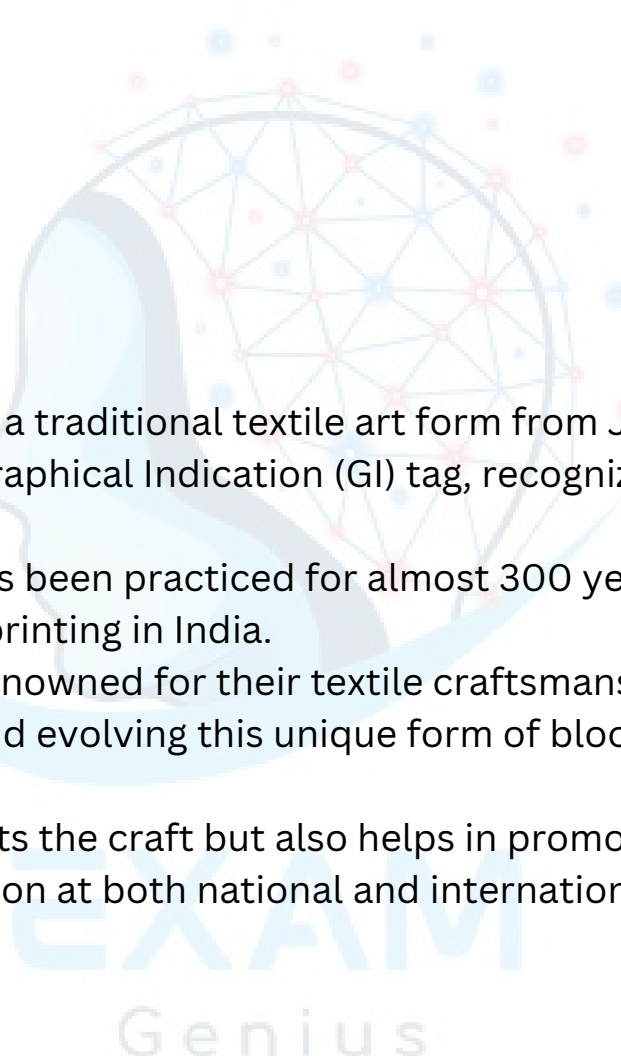 a traditional textile art form from J
raphical Indication (GI) tag, recogniz
s been practiced for almost 300 ye
printing in India.
nowned for their textile craftsmans
d evolving this unique form of bloc
ts the craft but also helps in promo
on at both national and internation
EXAM
Genius